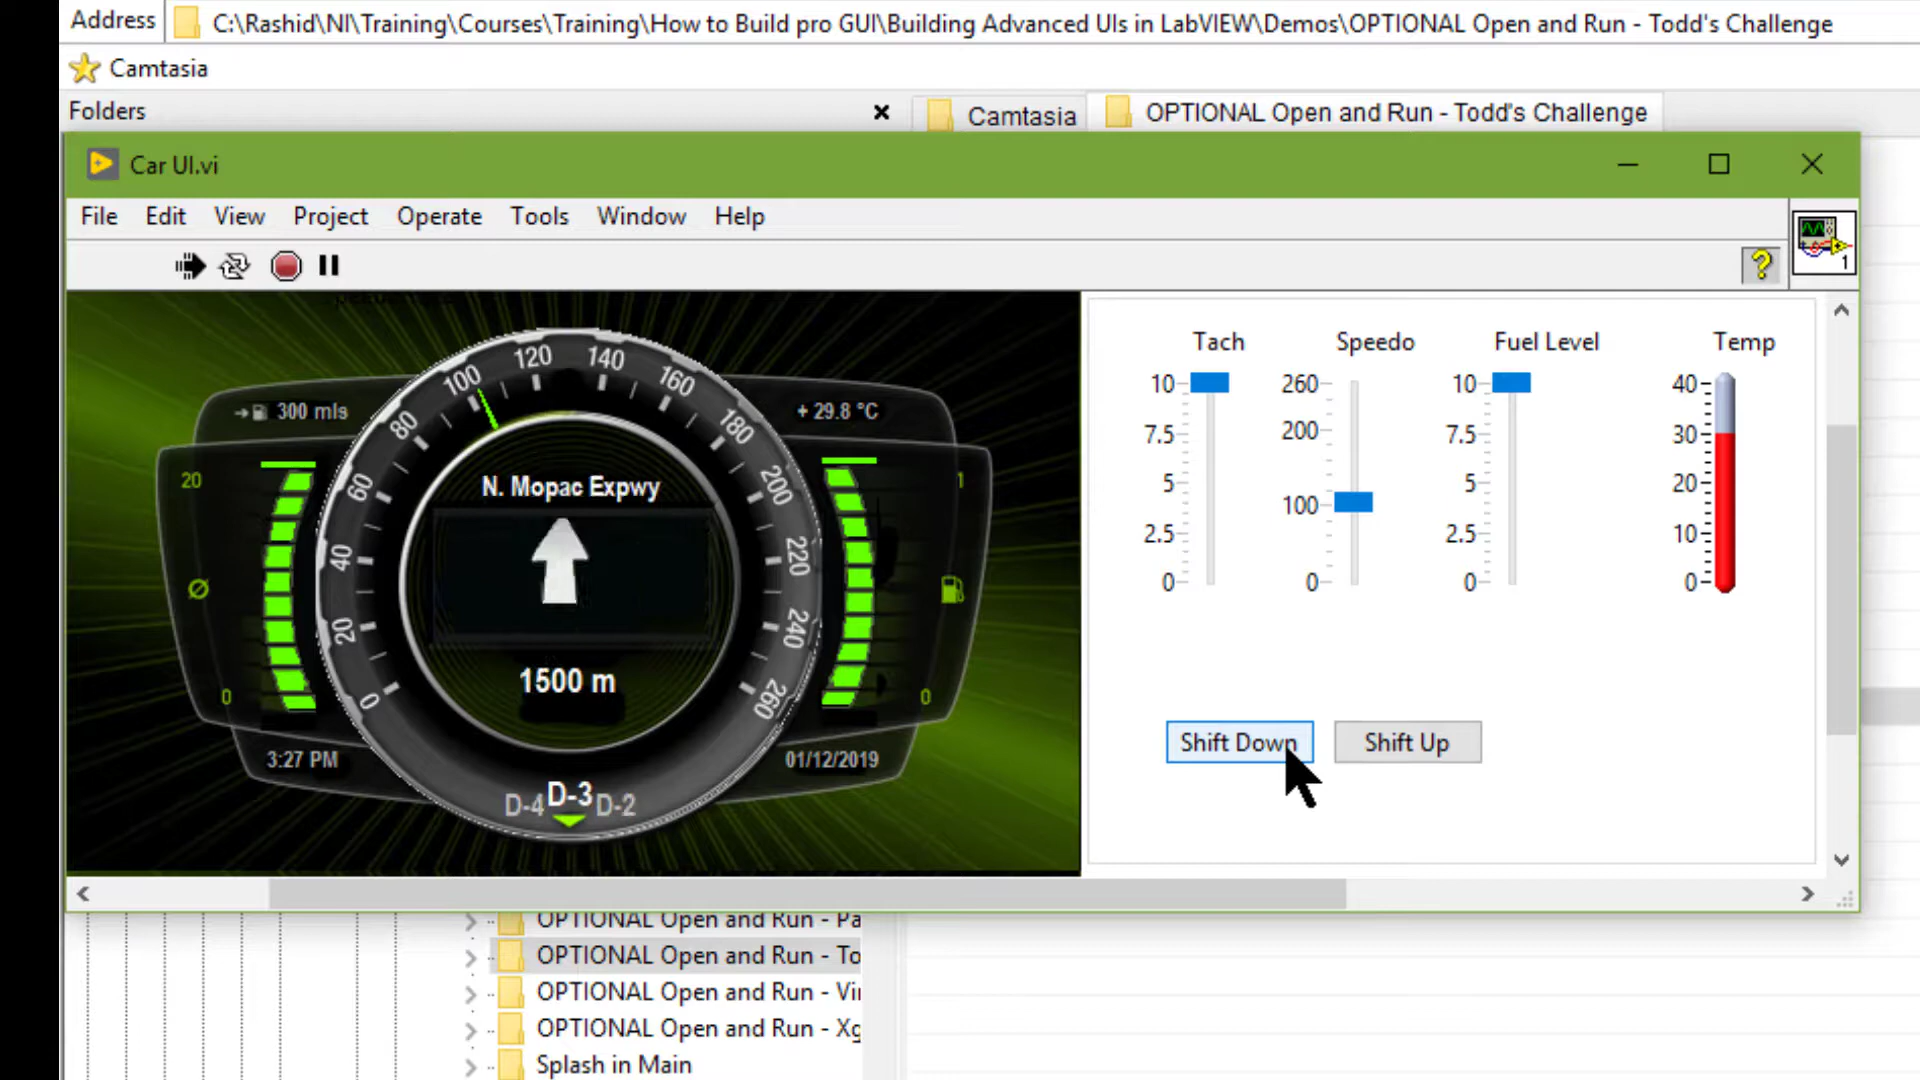 Address C:\Rashid\NI\Training\Courses\Training\How to Build pro GUI\Building Advanced UIs in LabVIEW\Demos\OPTIONAL Open and Run - Todd's Challenge
Camtasia
Folders
Camtasia
OPTIONAL Open and Run - Todd's Challenge
Car UI.vi
File Edit View Project Operate Tools Window Help
?
1
Tach Speedo Fuel Level Temp
10 260 10 40
7.5 200 7.5 30
5 5 20
100
2.5 2.5 10
0 0 0 0
Shift Down Shift Up
300 mls
+ 29.8 °C
0 20 40 60 80 100 120 140 160 180 200 220 240 260
20
0
1
0
N. Mopac Expwy
1500 m
3:27 PM
01/12/2019
D-4 D-3 D-2
OPTIONAL Open and Run - Pa
OPTIONAL Open and Run - To
OPTIONAL Open and Run - Vi
OPTIONAL Open and Run - Xg
Splash in Main